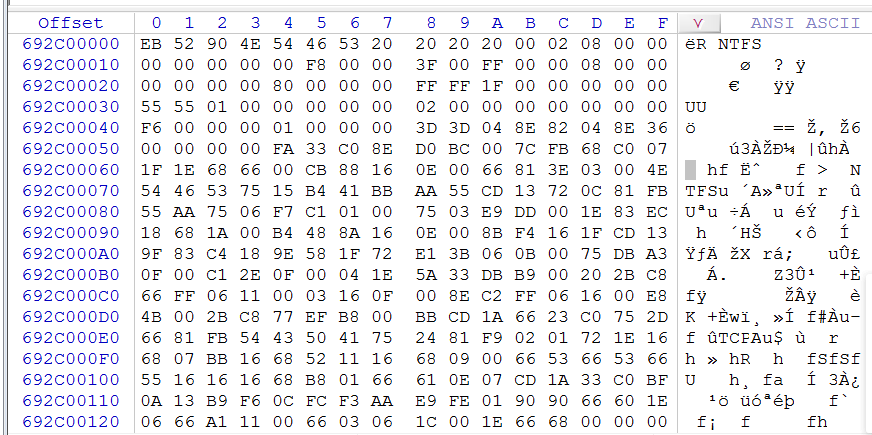 Offset 0 1 2 3 4 5 6 7 8 9 A B C D E F ANSI ASCII
692C00000 EB 52 90 4E 54 46 53 20 20 20 20 00 02 08 00 00 ëR NTFS
692C00010 00 00 00 00 00 F8 00 00 3F 00 FF 00 00 08 00 00 ø ? ÿ
692C00020 00 00 00 00 80 00 00 00 FF FF 1F 00 00 00 00 00 € ÿÿ
692C00030 55 55 01 00 00 00 00 00 02 00 00 00 00 00 00 00 UU
692C00040 F6 00 00 00 01 00 00 00 3D 3D 04 8E 82 04 8E 36 ö == Ž‚ Ž6
692C00050 00 00 00 00 FA 33 C0 8E D0 BC 00 7C FB 68 C0 07 ú3ÀŽÐ¼ |ûhÀ
692C00060 1F 1E 68 66 00 CB 88 16 0E 00 66 81 3E 03 00 4E hf Ëˆ f > N
692C00070 54 46 53 75 15 B4 41 BB AA 55 CD 13 72 0C 81 FB TFSu ´A»ªUÍ r û
692C00080 55 AA 75 06 F7 C1 01 00 75 03 E9 DD 00 1E 83 EC Uªu ÷Á u éÝ ƒì
692C00090 18 68 1A 00 B4 48 8A 16 0E 00 8B F4 16 1F CD 13 h ´HŠ ‹ô Í
692C000A0 9F 83 C4 18 9E 58 1F 72 E1 3B 06 0B 00 75 DB A3 ŸƒÄ žX rá; uÛ£
692C000B0 0F 00 C1 2E 0F 00 04 1E 5A 33 DB B9 00 20 2B C8 Á. Z3Û¹ +È
692C000C0 66 FF 06 11 00 03 16 0F 00 8E C2 FF 06 16 00 E8 fÿ ŽÂÿ è
692C000D0 4B 00 2B C8 77 EF B8 00 BB CD 1A 66 23 C0 75 2D K +Èwï¸ »Í f#Àu-
692C000E0 66 81 FB 54 43 50 41 75 24 81 F9 02 01 72 1E 16 f ûTCPAu$ ù r
692C000F0 68 07 BB 16 68 52 11 16 68 09 00 66 53 66 53 66 h » hR h fSfSf
692C00100 55 16 16 16 68 B8 01 66 61 0E 07 CD 1A 33 C0 BF U h¸ fa Í 3À¿
692C00110 0A 13 B9 F6 0C FC F3 AA E9 FE 01 90 90 66 60 1E ¹ö üóªéþ f`
692C00120 06 66 A1 11 00 66 03 06 1C 00 1E 66 68 00 00 00 f¡ f fh